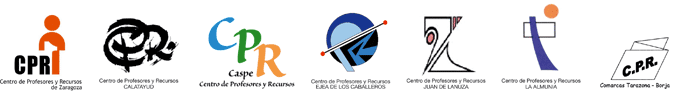 CPR
Centro de Profesores y Recursos
de Zaragoza
CPR
Centro de Profesores y Recursos
CALATAYUD
CPR
Caspe
Centro de Profesores y Recursos
CPR
Centro de Profesores y Recursos
EJEA DE LOS CABALLEROS
Centro de Profesores y Recursos
JUAN DE LANUZA
Centro de Profesores y Recursos
LA ALMUNIA
C.P.R.
Comarcas Tarazona - Borja